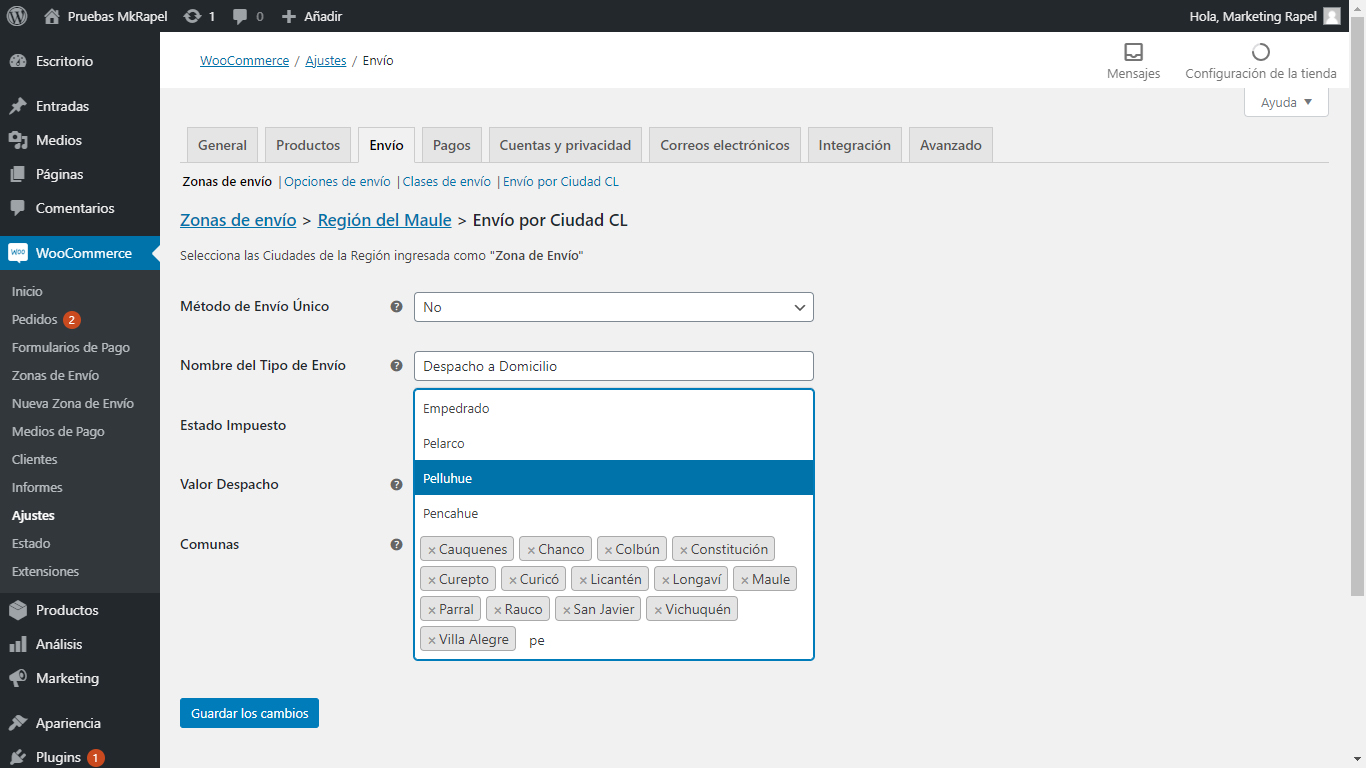 Pruebas MkRapel 1 0 Añadir Hola, Marketing Rapel
Escritorio
Entradas
Medios
Páginas
Comentarios
WooCommerce
Inicio
Pedidos 2
Formularios de Pago
Zonas de Envío
Nueva Zona de Envío
Medios de Pago
Clientes
Informes
Ajustes
Estado
Extensiones
Productos
Análisis
Marketing
Apariencia
Plugins 1
WooCommerce / Ajustes / Envío
Mensajes
Configuración de la tienda
Ayuda ▼
General Productos Envío Pagos Cuentas y privacidad Correos electrónicos Integración Avanzado
Zonas de envío | Opciones de envío | Clases de envío | Envío por Ciudad CL
Zonas de envío > Región del Maule > Envío por Ciudad CL
Selecciona las Ciudades de la Región ingresada como "Zona de Envío"
Método de Envío Único ? No
Nombre del Tipo de Envío ? Despacho a Domicilio
Estado Impuesto
Valor Despacho ?
Comunas ?
Empedrado
Pelarco
Pelluhue
Pencahue
× Cauquenes × Chanco × Colbún × Constitución
× Curepto × Curicó × Licantén × Longaví × Maule
× Parral × Rauco × San Javier × Vichuquén
× Villa Alegre pe
Guardar los cambios